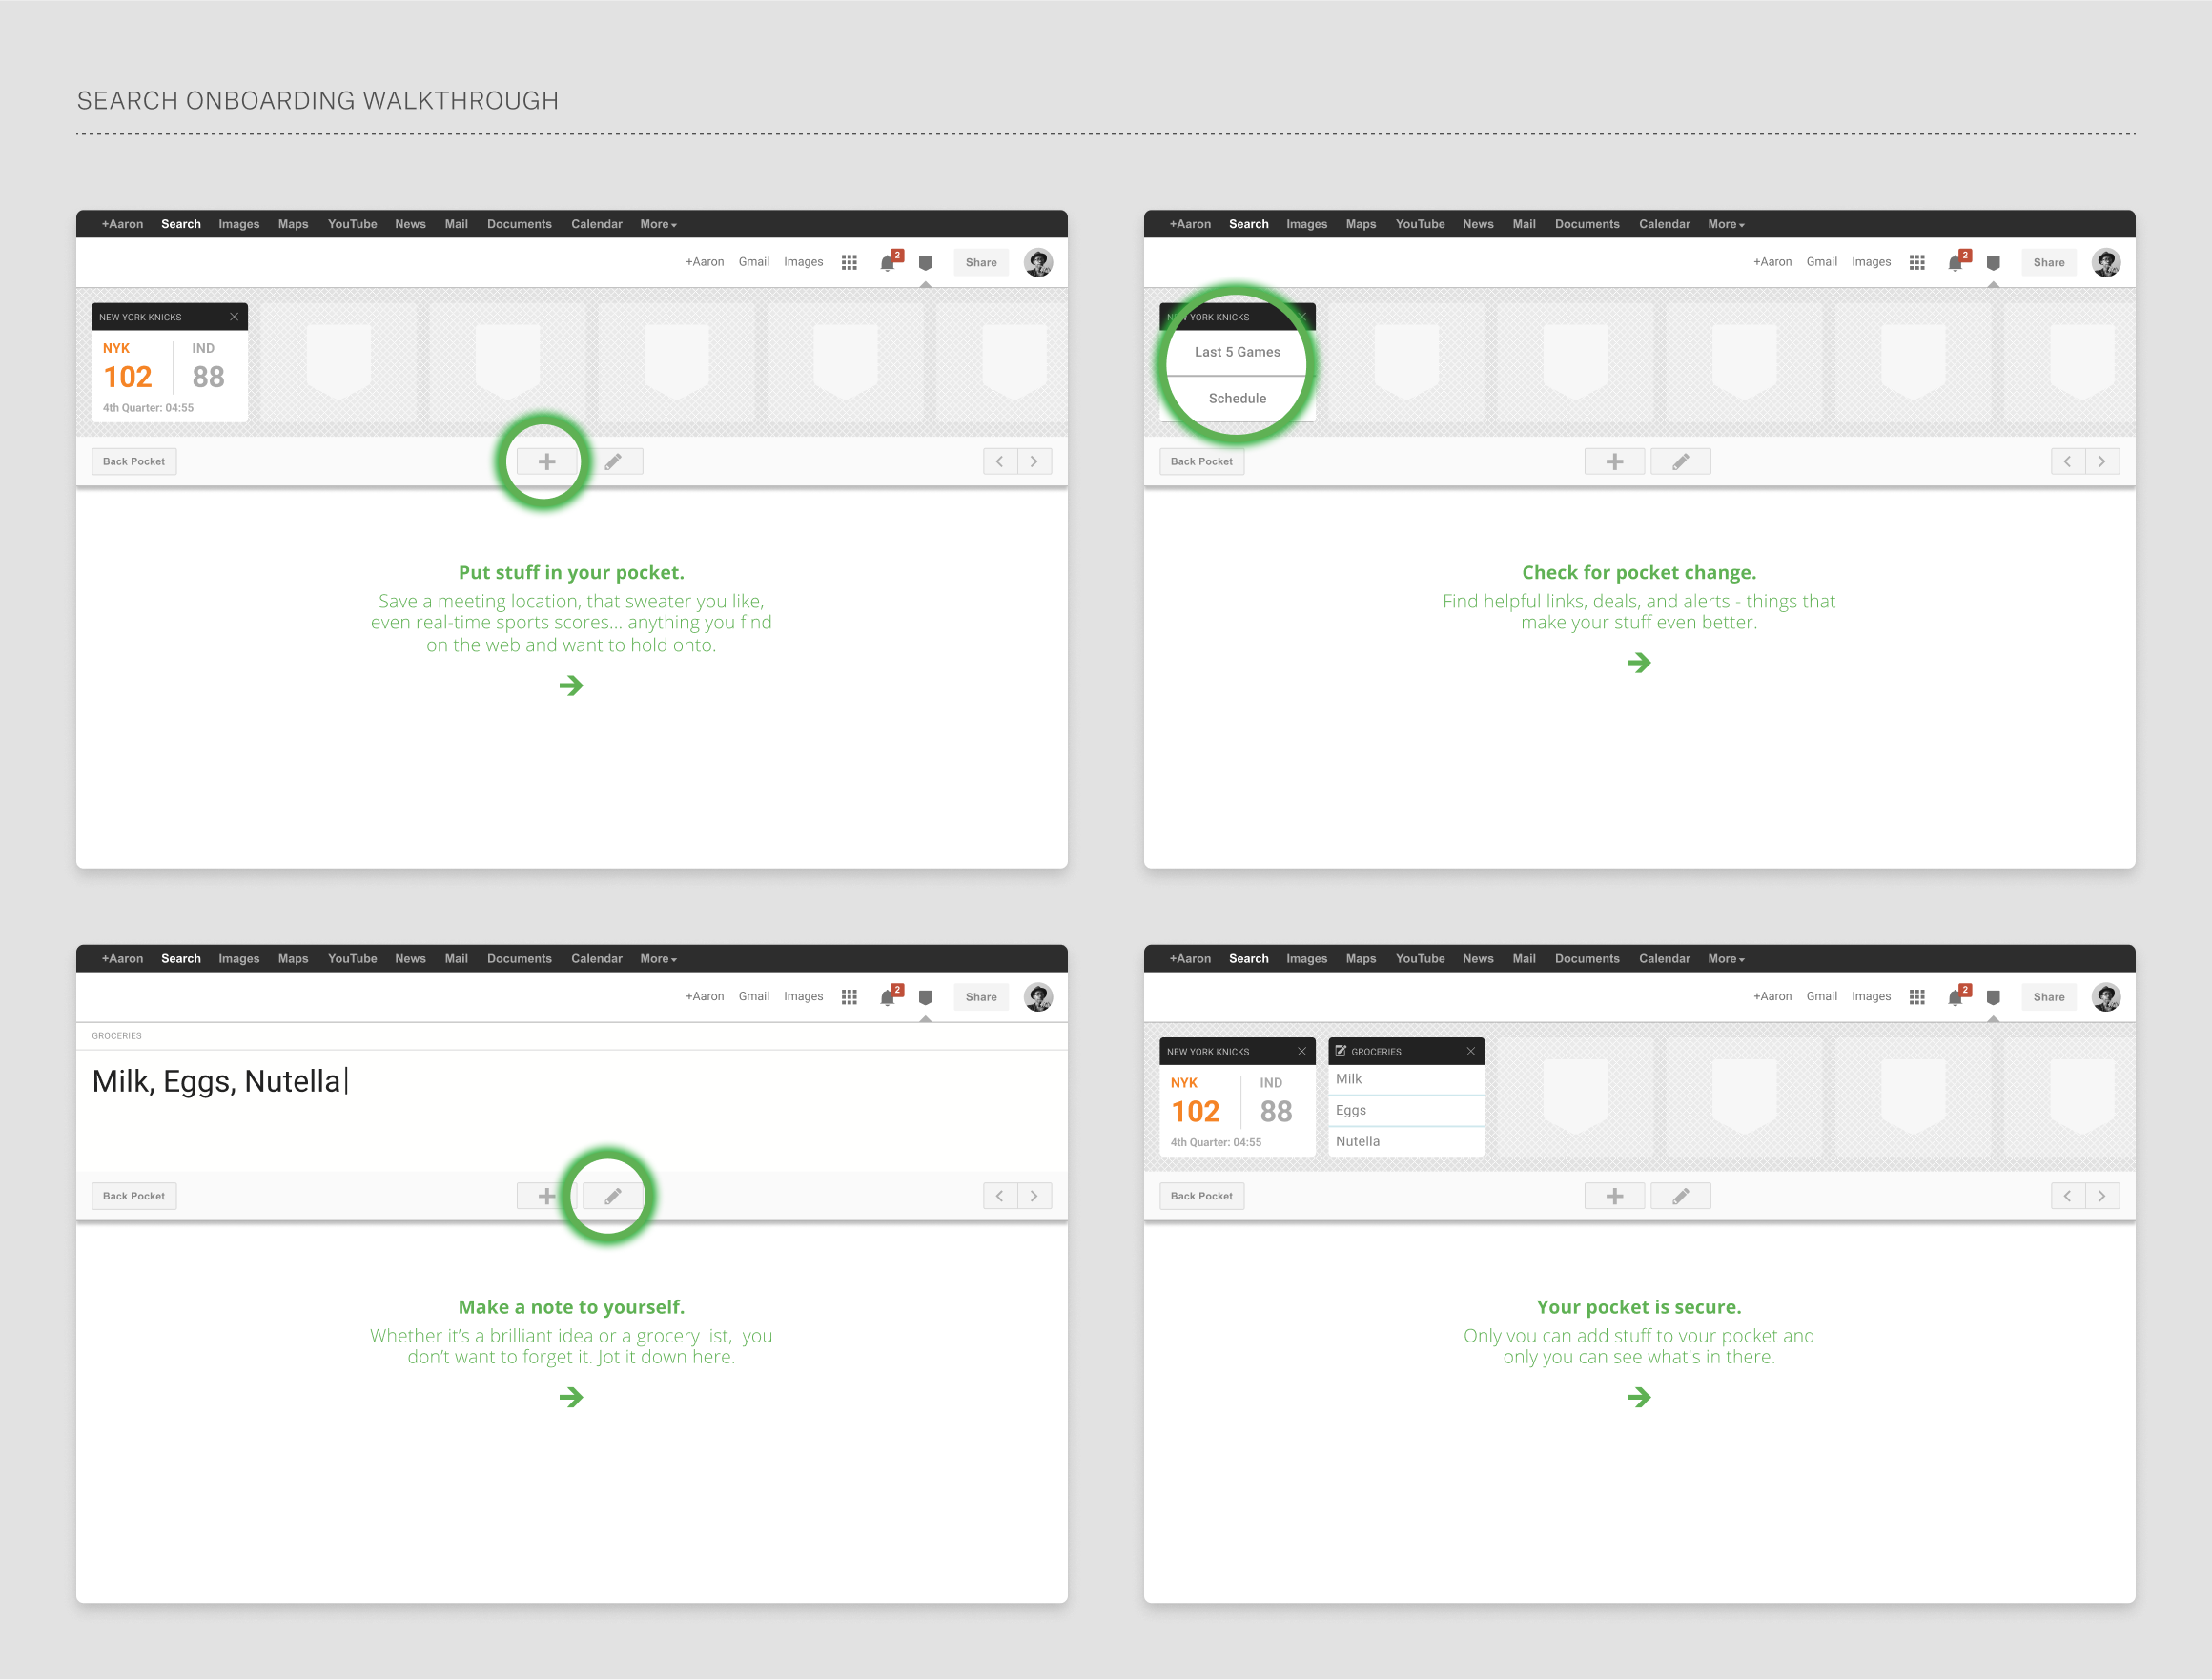 SEARCH ONBOARDING WALKTHROUGH
+Aaron Search Images Maps YouTube News Mail Documents Calendar More
+Aaron Gmail Images 2 Share
NEW YORK KNICKS
NYK IND
102 88
4th Quarter: 04:55
Back Pocket
Put stuff in your pocket.
Save a meeting location, that sweater you like,
even real-time sports scores... anything you find
on the web and want to hold onto.
+Aaron Search Images Maps YouTube News Mail Documents Calendar More
+Aaron Gmail Images 2 Share
NEW YORK KNICKS
Last 5 Games
Schedule
Back Pocket
Check for pocket change.
Find helpful links, deals, and alerts - things that
make your stuff even better.
+Aaron Search Images Maps YouTube News Mail Documents Calendar More
+Aaron Gmail Images 2 Share
GROCERIES
Milk, Eggs, Nutella
Back Pocket
Make a note to yourself.
Whether it's a brilliant idea or a grocery list,  you
don't want to forget it. Jot it down here.
+Aaron Search Images Maps YouTube News Mail Documents Calendar More
+Aaron Gmail Images 2 Share
NEW YORK KNICKS
NYK IND
102 88
4th Quarter: 04:55
GROCERIES
Milk
Eggs
Nutella
Back Pocket
Your pocket is secure.
Only you can add stuff to your pocket and
only you can see what's in there.